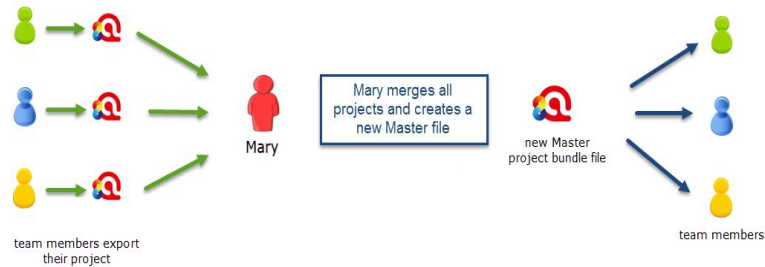 Mary
team members export
their project
Mary merges all
projects and creates a
new Master file
new Master
project bundle file
team members